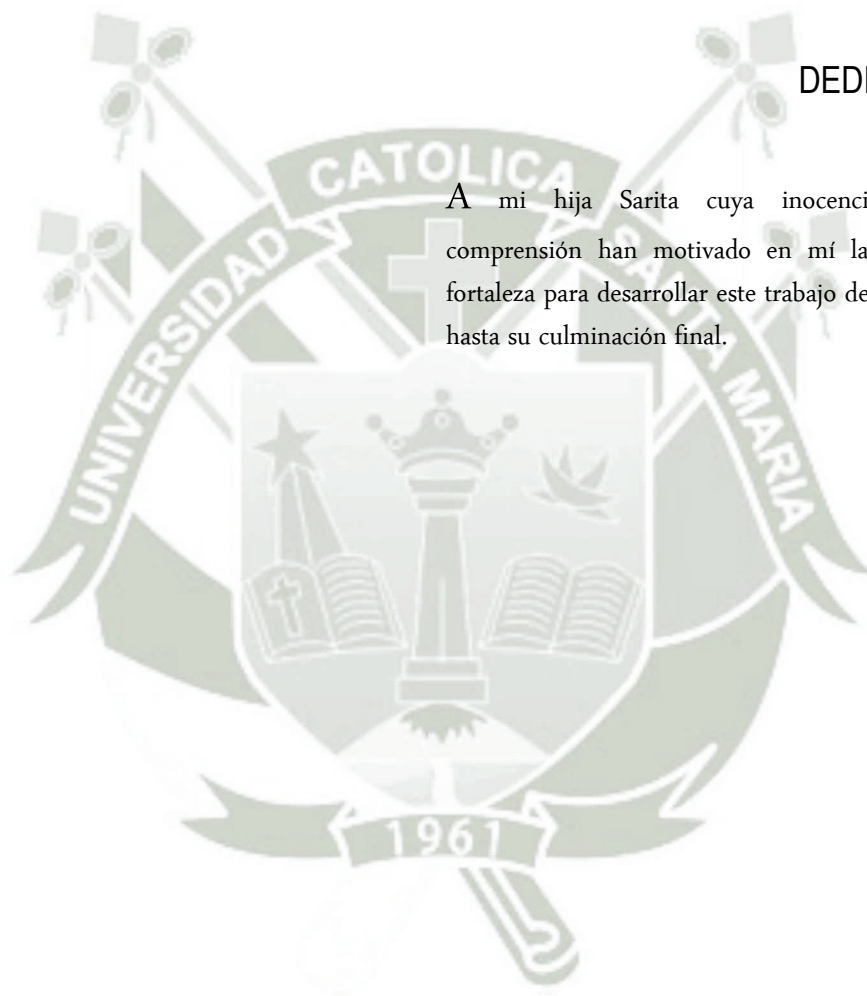 DEDI
A mi hija Sarita cuya inocenci
comprensión han motivado en mí la
fortaleza para desarrollar este trabajo de
hasta su culminación final.
UNIVERSIDAD CATOLICA SANTA MARIA
1961